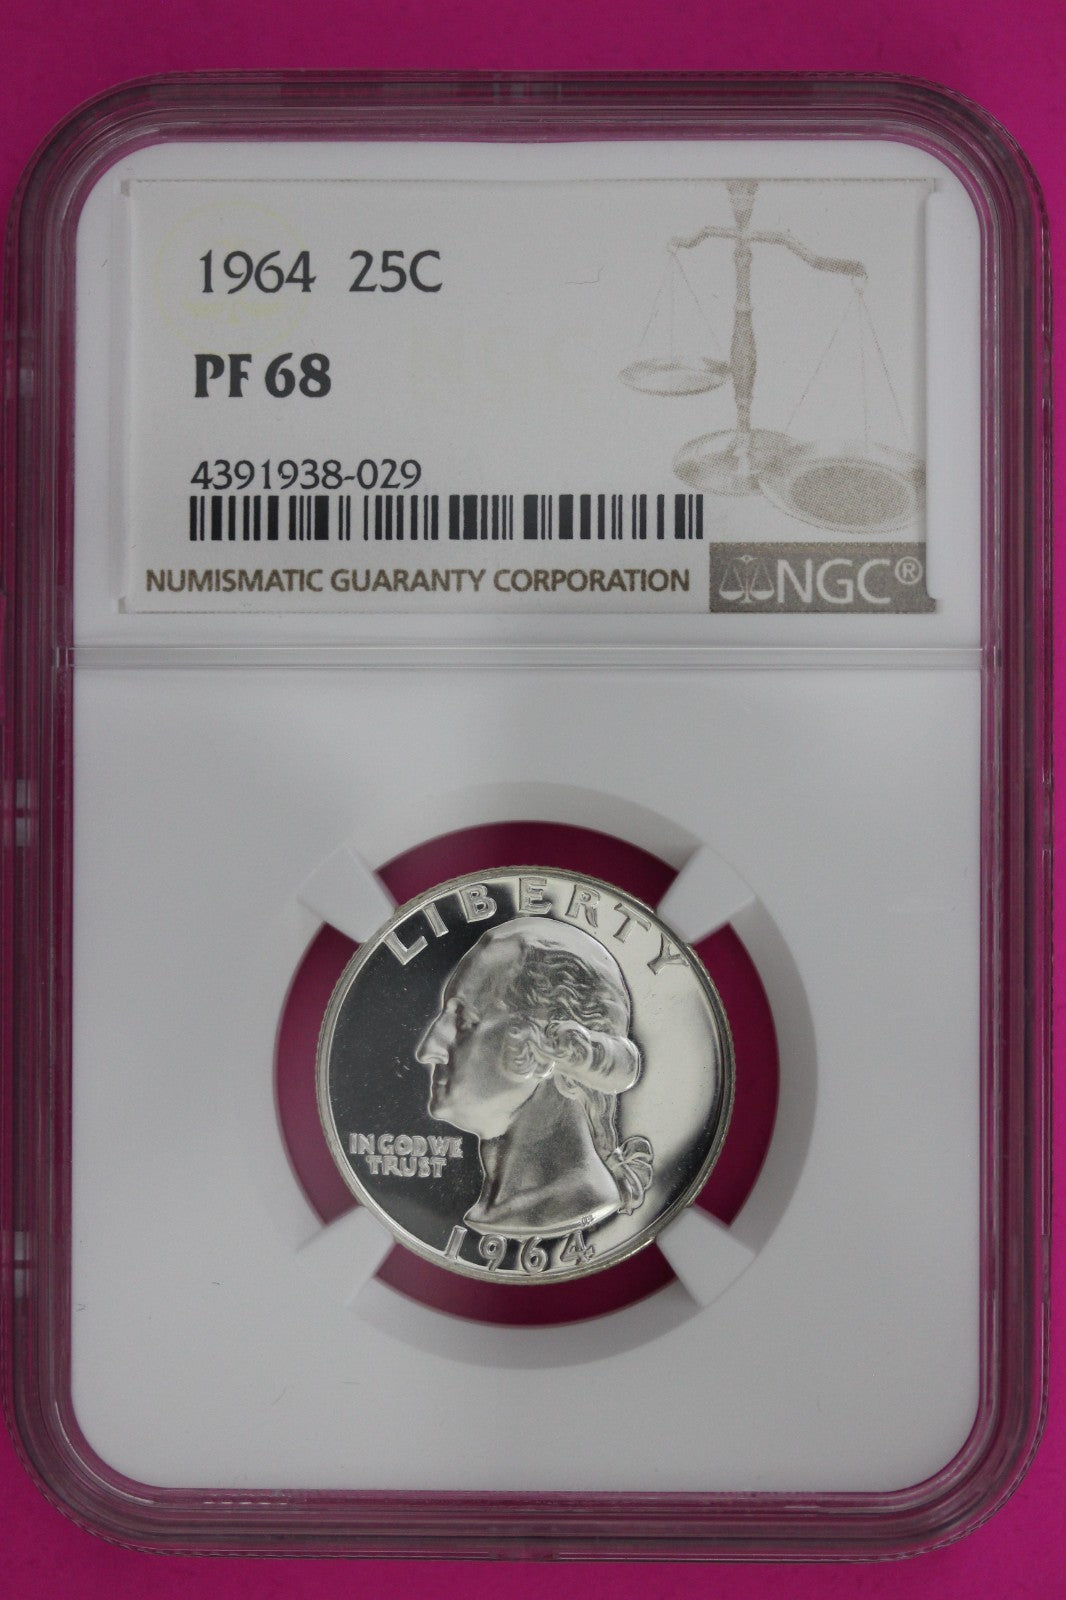 1964 25C
PF 68
4391938-029
NUMISMATIC GUARANTY CORPORATION
NGC®
LIBERTY
IN GOD WE
TRUST
1964